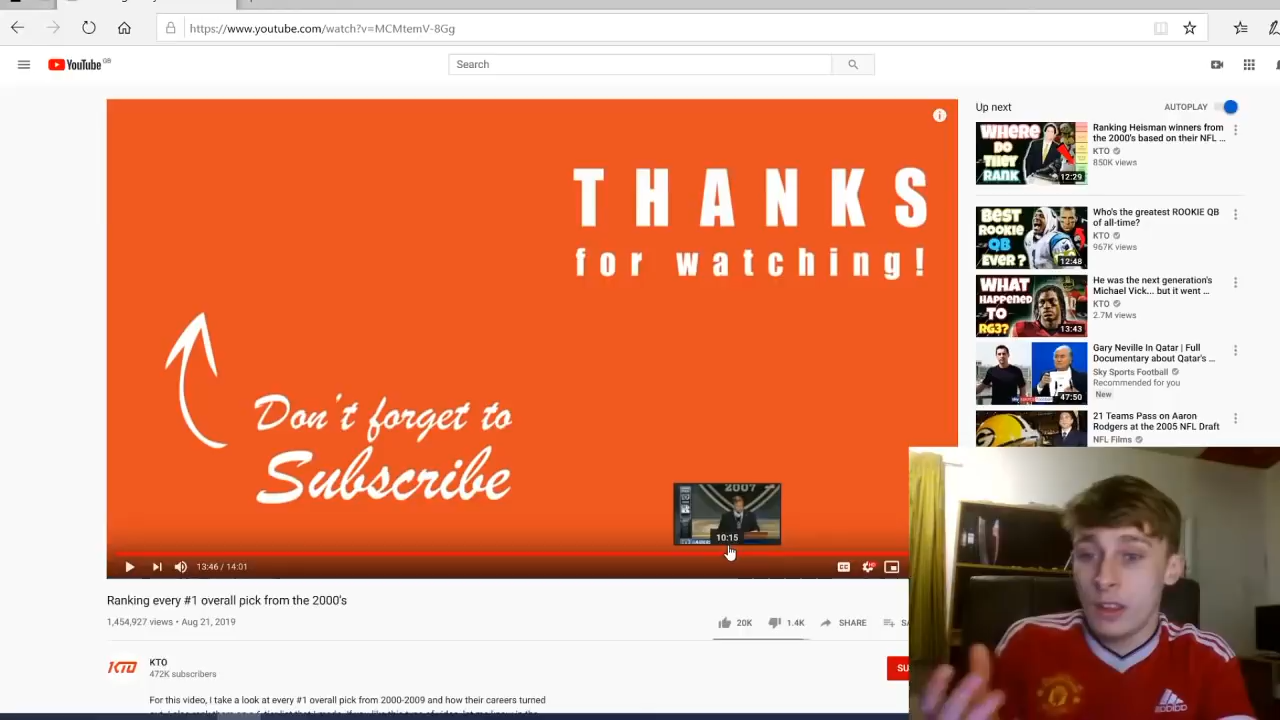 https://www.youtube.com/watch?v=MCMtemV-8Gg
YouTube GB
Search
THANKS
for watching!
Don't forget to
Subscribe
2007
10:15
13:46 / 14:01
CC
Ranking every #1 overall pick from the 2000's
1,454,927 views • Aug 21, 2019
20K
1.4K
SHARE
KTO
KTO
472K subscribers
For this video, I take a look at every #1 overall pick from 2000-2009 and how their careers turned
Up next
AUTOPLAY
WHERE
DO
THEY
RANK
12:29
Ranking Heisman winners from
the 2000's based on their NFL ...
KTO
850K views
BEST
ROOKIE
QB
EVER ?
12:48
Who's the greatest ROOKIE QB
of all-time?
KTO
967K views
WHAT
HAPPENED
TO
RG3?
13:43
He was the next generation's
Michael Vick... but it went ...
KTO
2.7M views
47:50
Gary Neville In Qatar | Full
Documentary about Qatar's ...
Sky Sports Football
Recommended for you
New
21 Teams Pass on Aaron
Rodgers at the 2005 NFL Draft
NFL Films
adidas